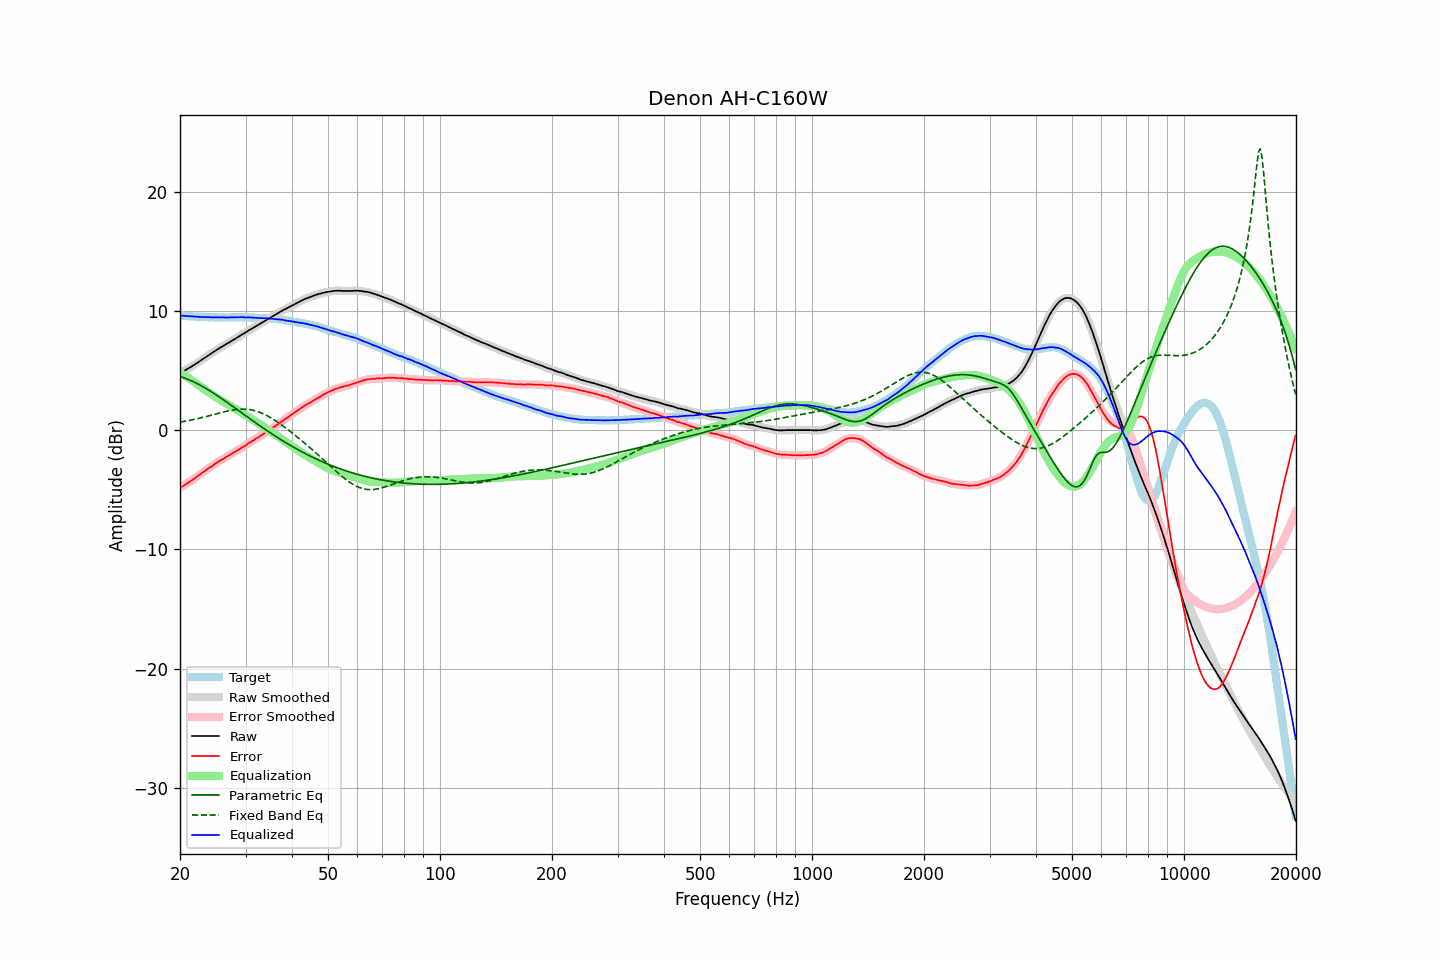 Denon AH-C160W
Amplitude (dBr)
20
10
0
−10
−20
−30
Target
Raw Smoothed
Error Smoothed
Raw
Error
Equalization
Parametric Eq
Fixed Band Eq
Equalized
20 50 100 200 500 1000 2000 5000 10000 20000
Frequency (Hz)